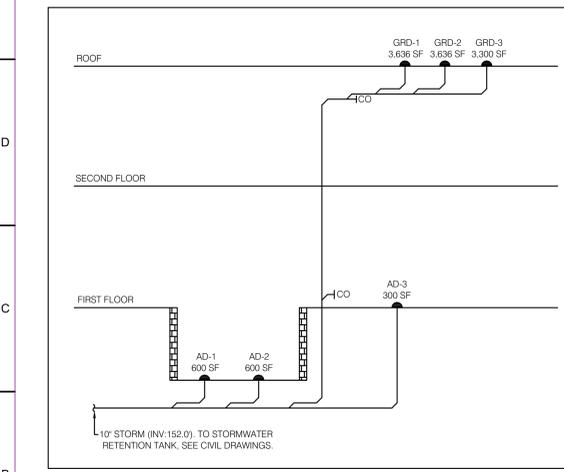 GRD-1 GRD-2 GRD-3
3,636 SF 3,636 SF 3,300 SF
ROOF
CO
D
SECOND FLOOR
CO
AD-3
300 SF
C
FIRST FLOOR
AD-1 AD-2
600 SF 600 SF
10" STORM (INV:152.0'). TO STORMWATER
RETENTION TANK, SEE CIVIL DRAWINGS.